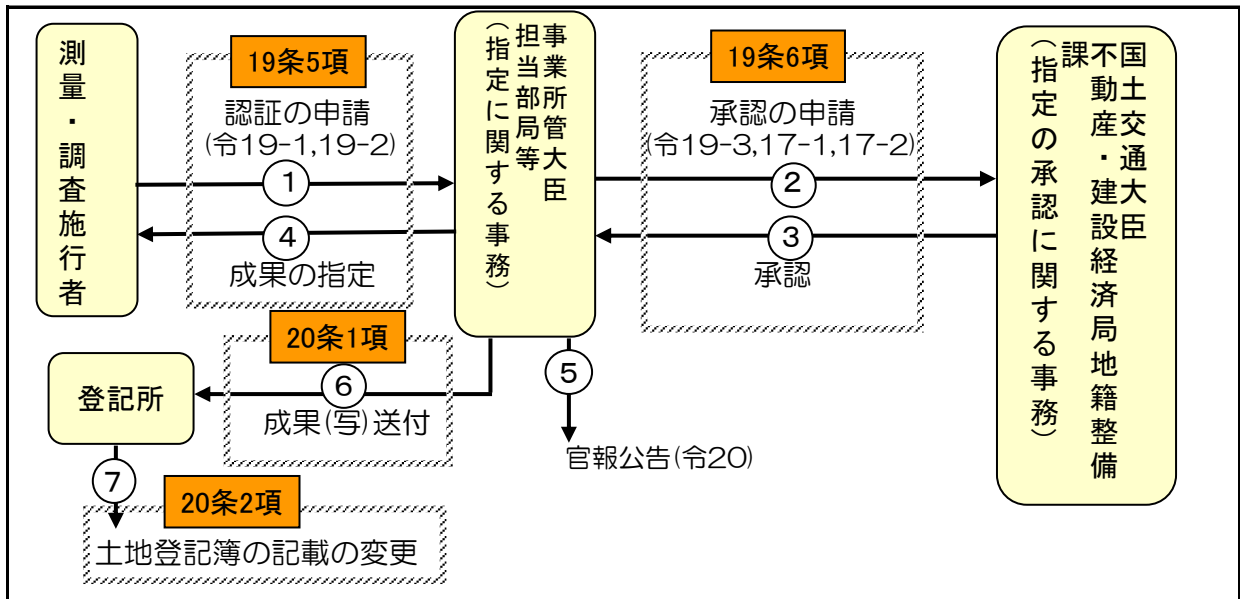 測量・調査施行者
19条5項
認証の申請
(令19-1,19-2)
①
④
成果の指定
事業所管大臣
担当部局等
(指定に関する事務)
19条6項
承認の申請
(令19-3,17-1,17-2)
②
③
承認
国土交通大臣
不動産・建設経済局地籍整備
課
(指定の承認に関する事務)
20条1項
⑥
成果(写)送付
⑤
官報公告(令20)
登記所
⑦
20条2項
土地登記簿の記載の変更